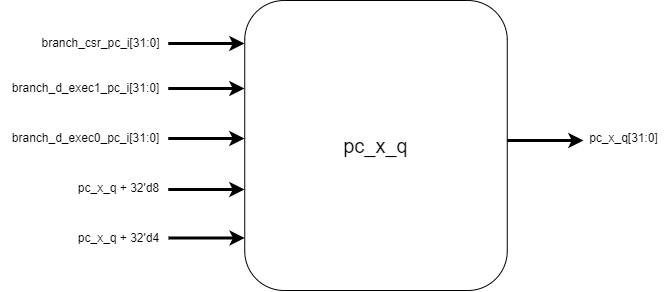 branch_csr_pc_i[31:0]
branch_d_exec1_pc_i[31:0]
branch_d_exec0_pc_i[31:0]
pc_x_q + 32'd8
pc_x_q + 32'd4
pc_x_q
pc_x_q[31:0]